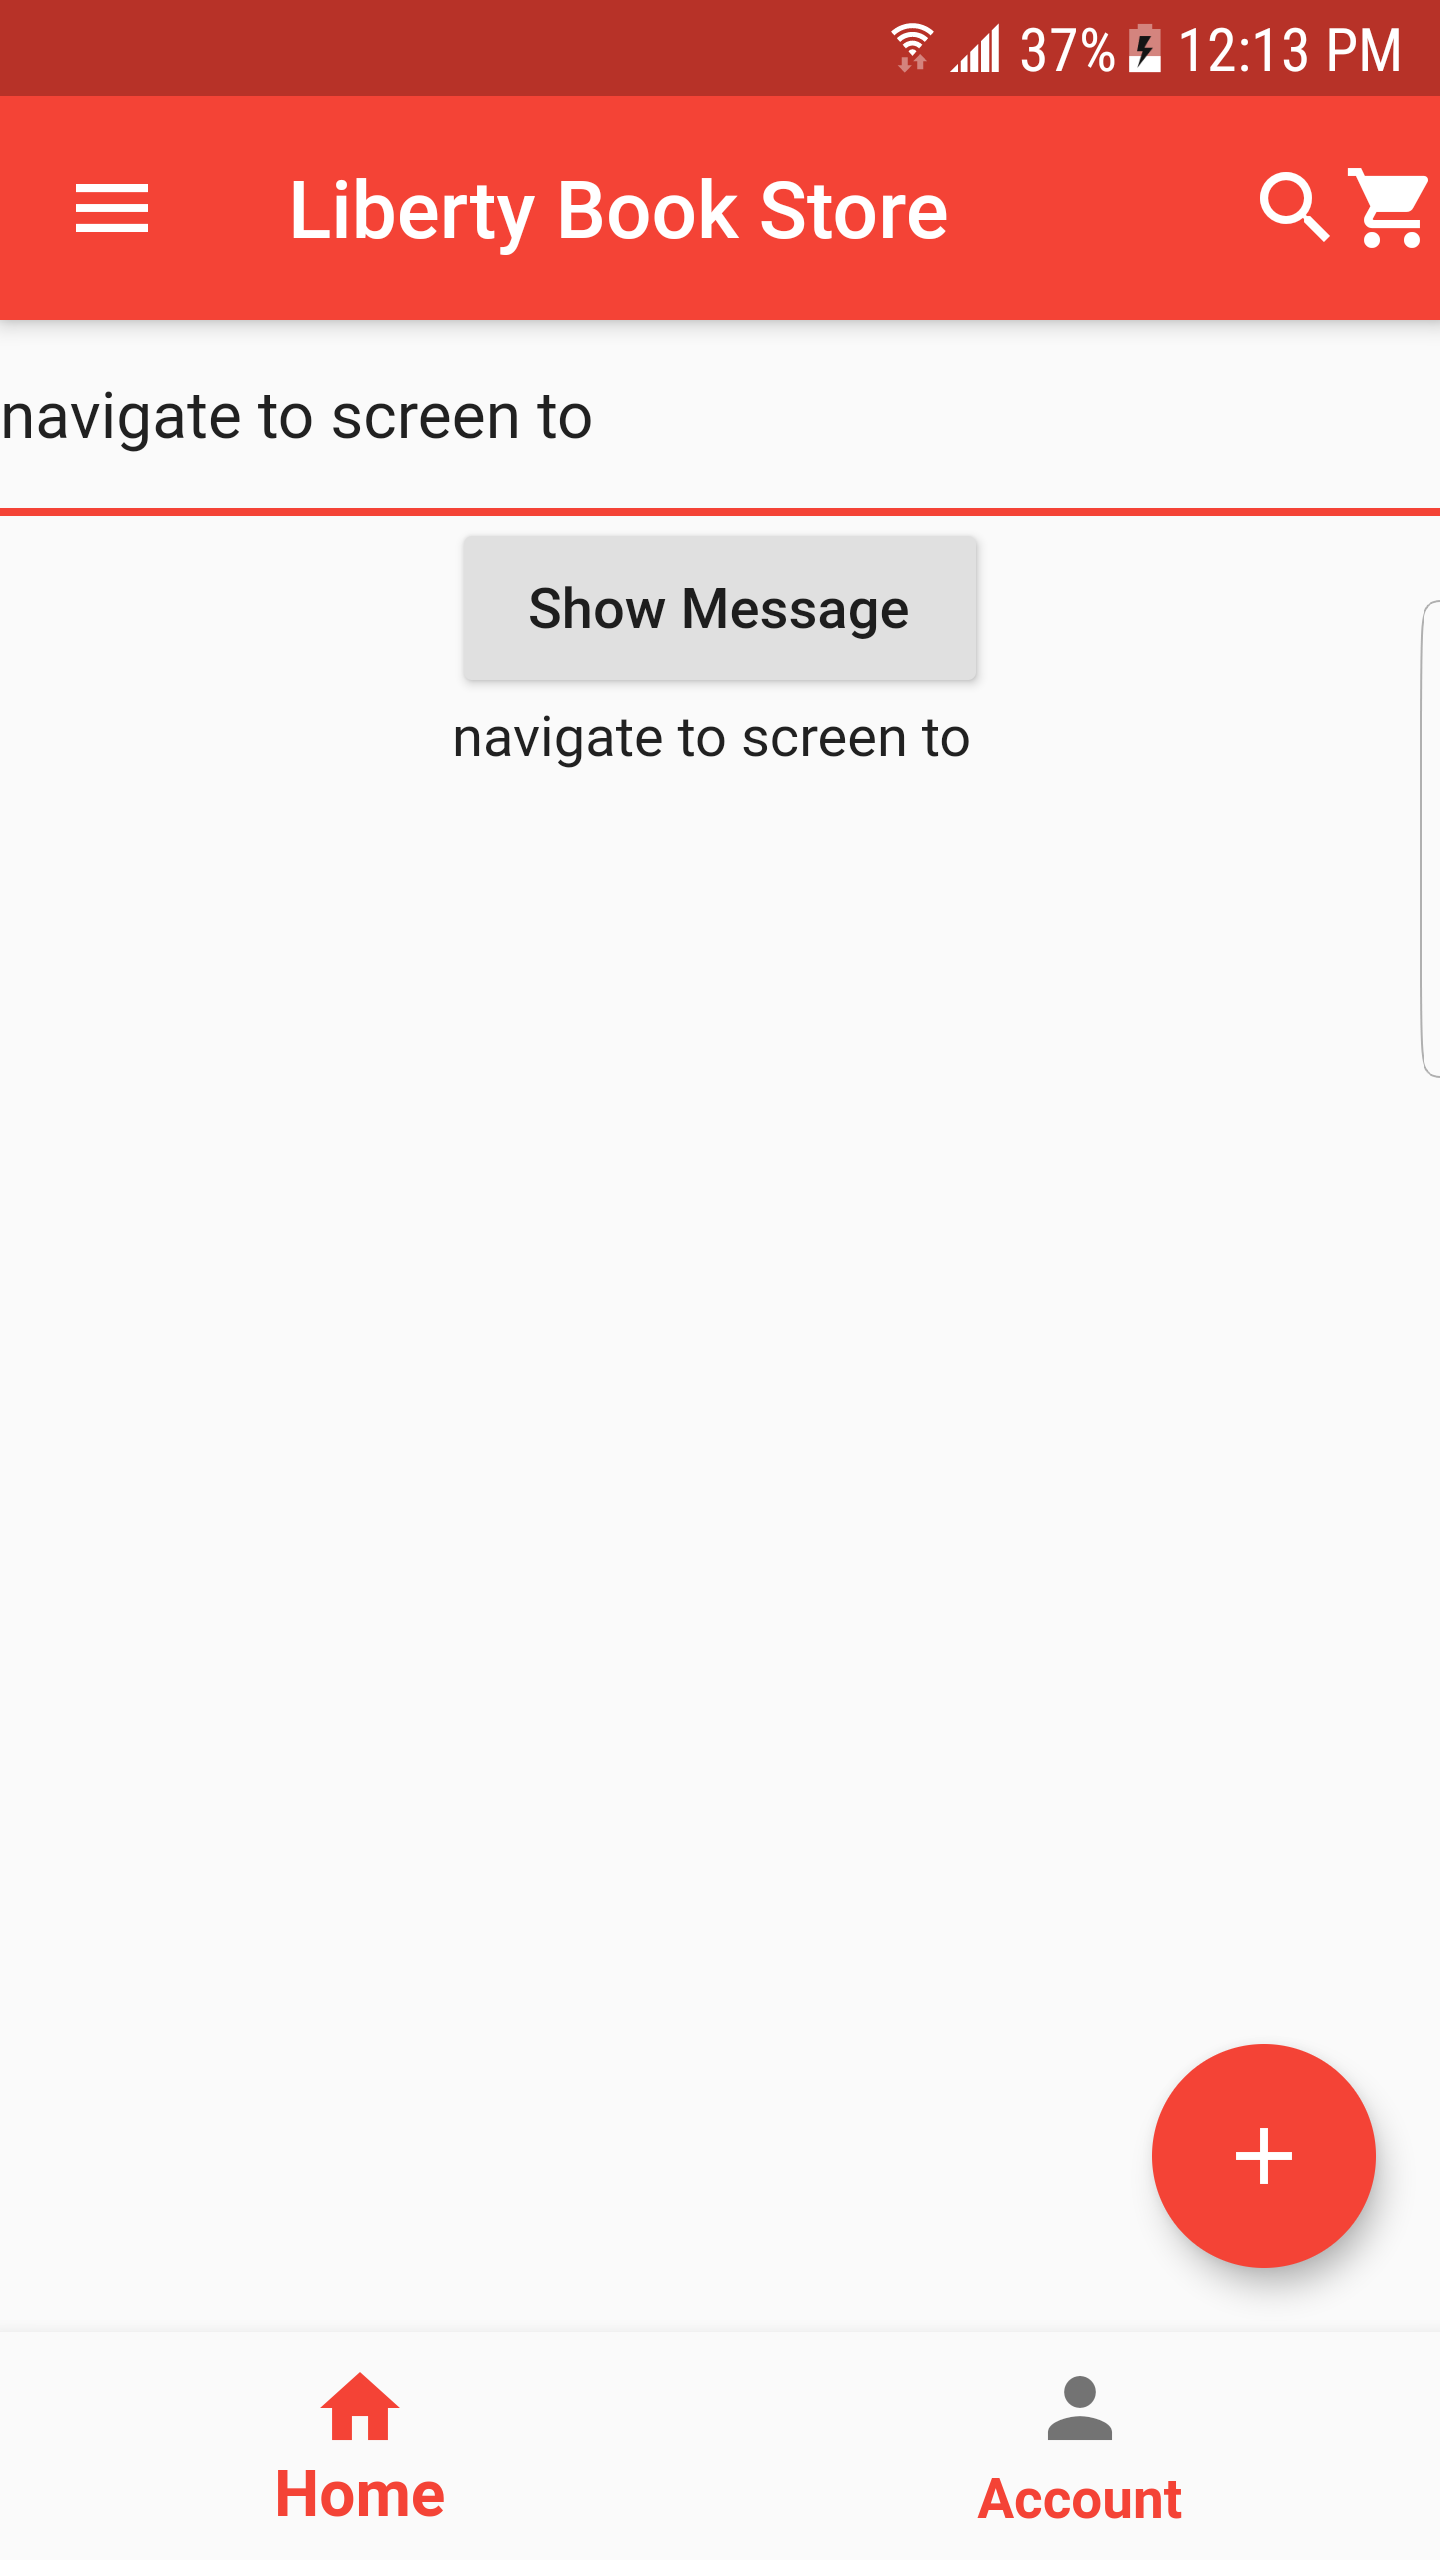 37% 12:13 PM
Liberty Book Store
navigate to screen to
Show Message
navigate to screen to
Home
Account